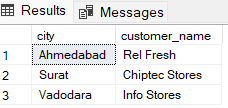 Results Messages
city customer_name
1 Ahmedabad Rel Fresh
2 Surat Chiptec Stores
3 Vadodara Info Stores